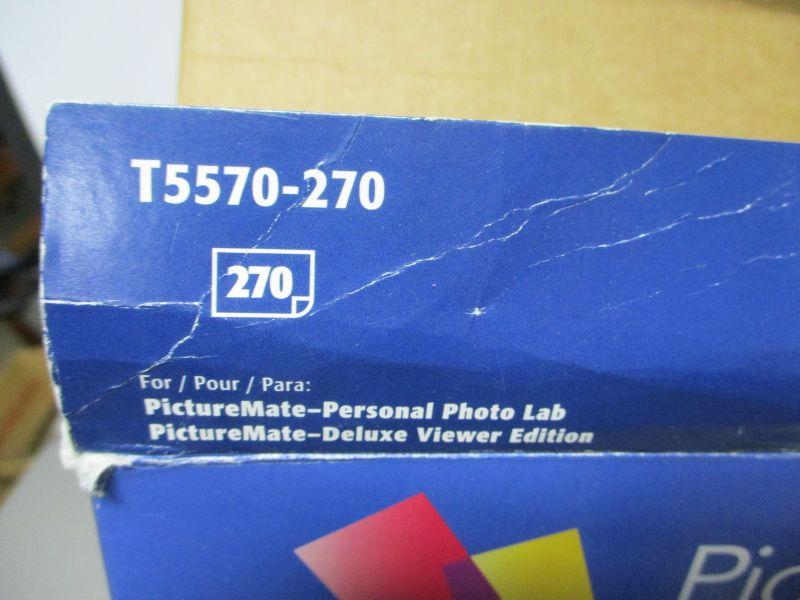 T5570-270
270
For / Pour / Para:
PictureMate–Personal Photo Lab
PictureMate–Deluxe Viewer Edition